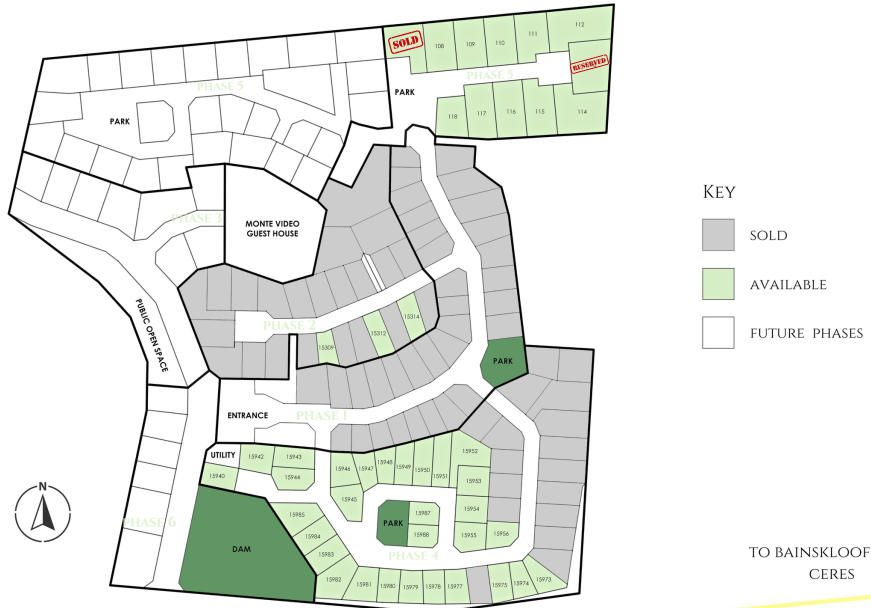 SOLD
108
109
110
111
112
RESERVED
PHASE 5
PHASE 5
PARK
PARK
118
117
116
115
114
PHASE 3
MONTE VIDEO
GUEST HOUSE
PUBLIC OPEN SPACE
PHASE 2
15309
15312
15314
PARK
ENTRANCE
PHASE 1
UTILITY
15942
15943
15940
15944
15946
15947
15948
15949
15950
15951
15952
15953
15945
15954
15955
15956
PARK
15987
15988
PHASE 4
15985
15984
15983
15982
15981
15980
15979
15978
15977
15975
15974
15973
DAM
PHASE 6
N
KEY
SOLD
AVAILABLE
FUTURE PHASES
TO BAINSKLOOF
CERES